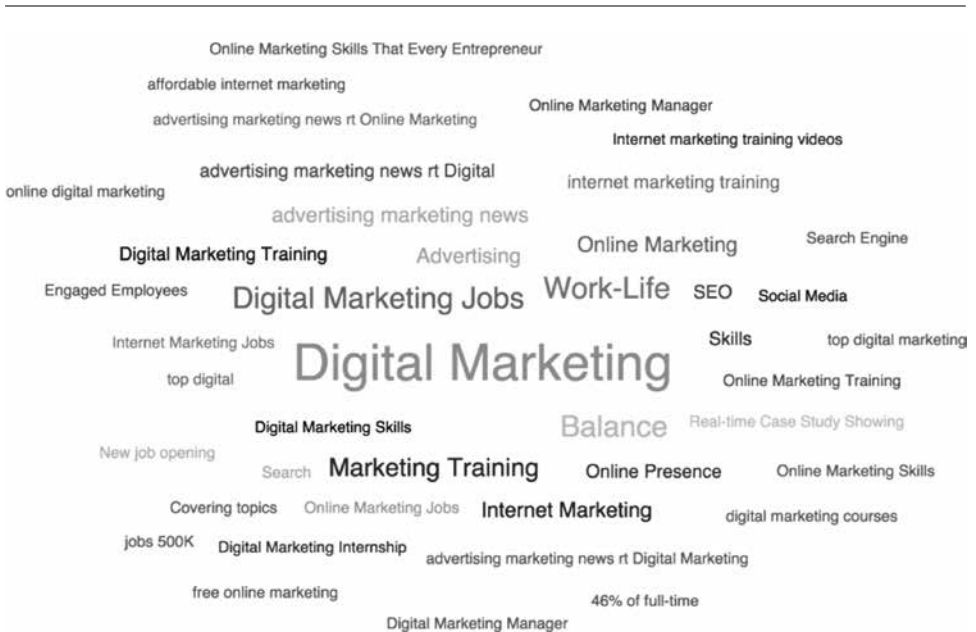 Online Marketing Skills That Every Entrepreneur
affordable internet marketing
Online Marketing Manager
advertising marketing news rt Online Marketing
Internet marketing training videos
advertising marketing news rt Digital
internet marketing training
online digital marketing
advertising marketing news
Search Engine
Online Marketing
Digital Marketing Training
Advertising
Engaged Employees
Digital Marketing Jobs
Work-Life
SEO
Social Media
Internet Marketing Jobs
Skills
top digital marketing
Digital Marketing
top digital
Online Marketing Training
Digital Marketing Skills
Balance
Real-time Case Study Showing
New job opening
Search
Marketing Training
Online Presence
Online Marketing Skills
Covering topics
Online Marketing Jobs
Internet Marketing
digital marketing courses
jobs 500K
Digital Marketing Internship
advertising marketing news rt Digital Marketing
free online marketing
46% of full-time
Digital Marketing Manager